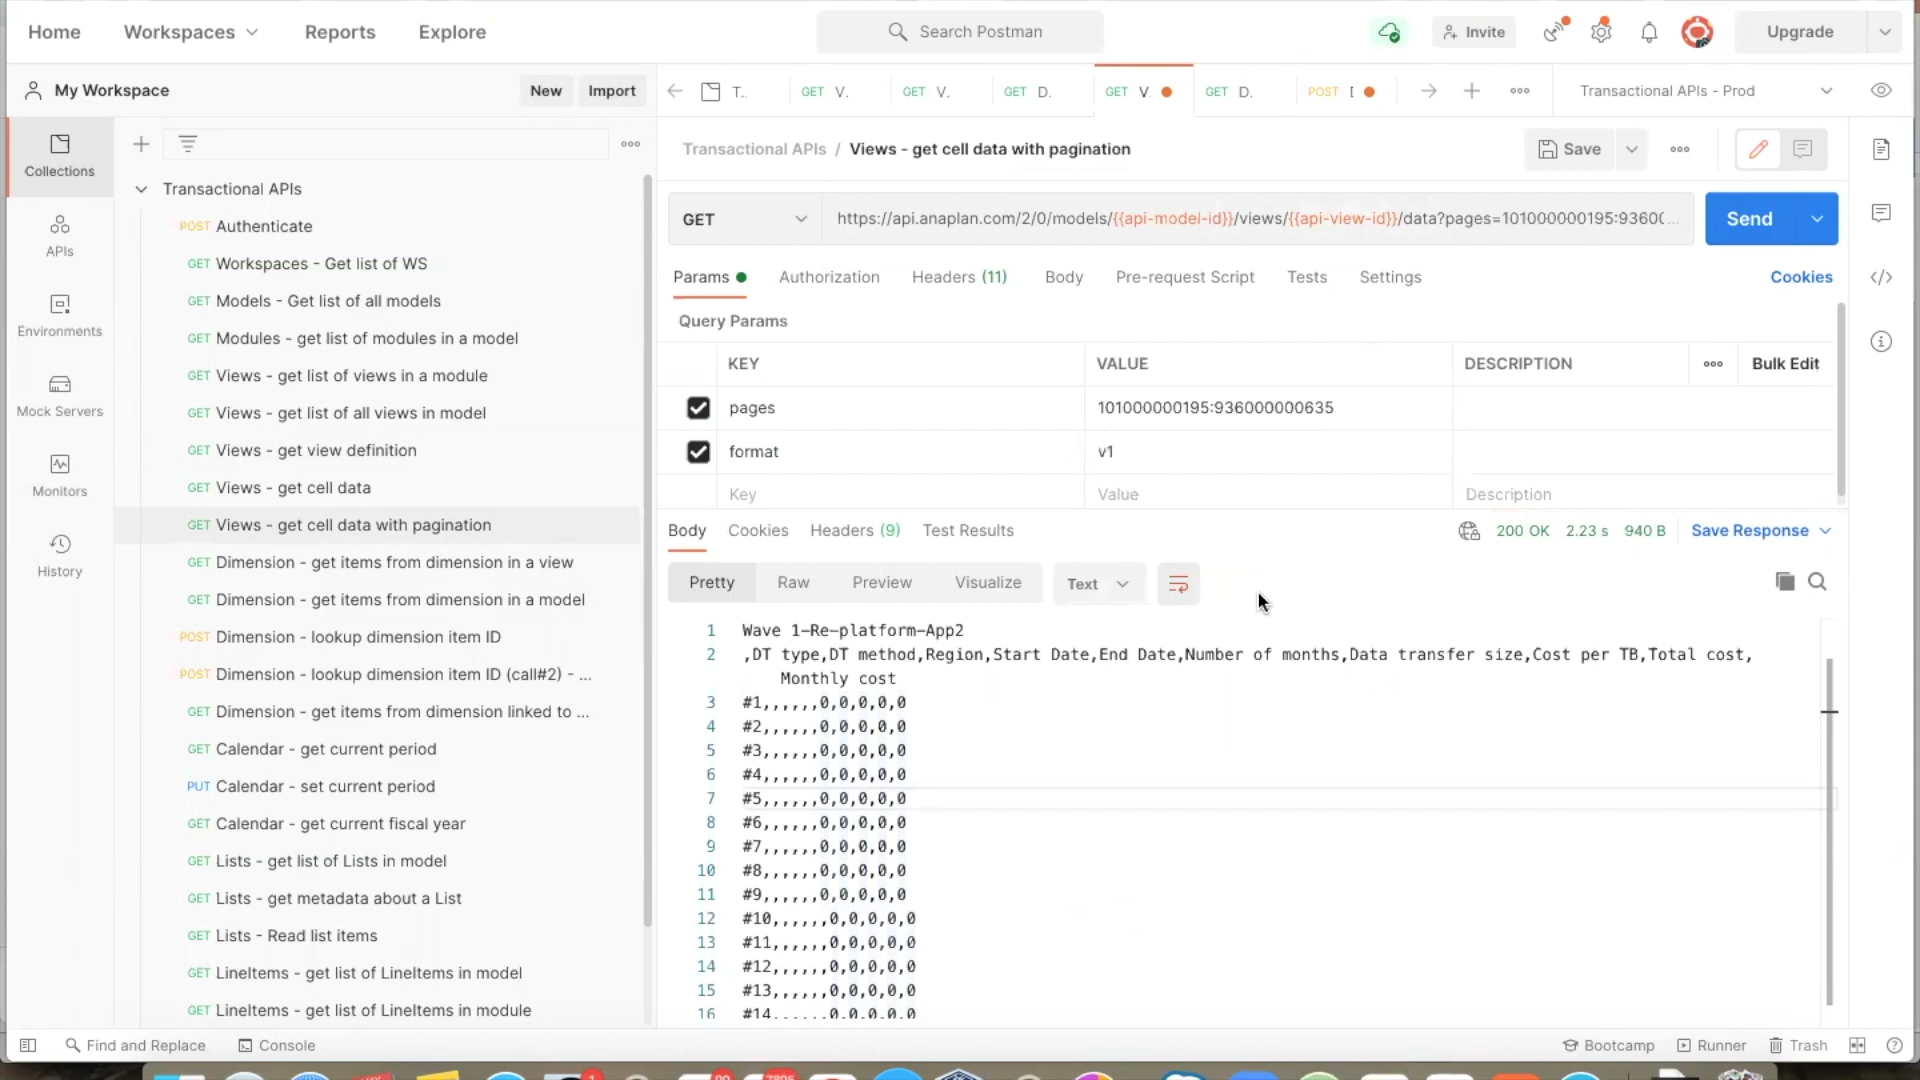 Home Workspaces Reports Explore Search Postman Invite Upgrade
My Workspace New Import T.. GET V. GET V. GET D. GET V. GET D. POST [ Transactional APIs - Prod
Transactional APIs / Views - get cell data with pagination Save
GET https://api.anaplan.com/2/0/models/{{api-model-id}}/views/{{api-view-id}}/data?pages=101000000195:9360(... Send
Params Authorization Headers (11) Body Pre-request Script Tests Settings Cookies
Query Params
KEY VALUE DESCRIPTION Bulk Edit
pages 101000000195:936000000635
format v1
Key Value Description
Body Cookies Headers (9) Test Results 200 OK 2.23 s 940 B Save Response
Pretty Raw Preview Visualize Text
1 Wave 1-Re-platform-App2
2 ,DT type,DT method,Region,Start Date,End Date,Number of months,Data transfer size,Cost per TB,Total cost,
Monthly cost
3 #1,,,,,,0,0,0,0,0
4 #2,,,,,,0,0,0,0,0
5 #3,,,,,,0,0,0,0,0
6 #4,,,,,,0,0,0,0,0
7 #5,,,,,,0,0,0,0,0
8 #6,,,,,,0,0,0,0,0
9 #7,,,,,,0,0,0,0,0
10 #8,,,,,,0,0,0,0,0
11 #9,,,,,,0,0,0,0,0
12 #10,,,,,,0,0,0,0,0
13 #11,,,,,,0,0,0,0,0
14 #12,,,,,,0,0,0,0,0
15 #13,,,,,,0,0,0,0,0
16 #14,,,,,,0,0,0,0,0
Collections
APIs
Environments
Mock Servers
Monitors
History
Transactional APIs
POST Authenticate
GET Workspaces - Get list of WS
GET Models - Get list of all models
GET Modules - get list of modules in a model
GET Views - get list of views in a module
GET Views - get list of all views in model
GET Views - get view definition
GET Views - get cell data
GET Views - get cell data with pagination
GET Dimension - get items from dimension in a view
GET Dimension - get items from dimension in a model
POST Dimension - lookup dimension item ID
POST Dimension - lookup dimension item ID (call#2) - ...
GET Dimension - get items from dimension linked to ...
GET Calendar - get current period
PUT Calendar - set current period
GET Calendar - get current fiscal year
GET Lists - get list of Lists in model
GET Lists - get metadata about a List
GET Lists - Read list items
GET LineItems - get list of LineItems in model
GET LineItems - get list of LineItems in module
Find and Replace Console Bootcamp Runner Trash